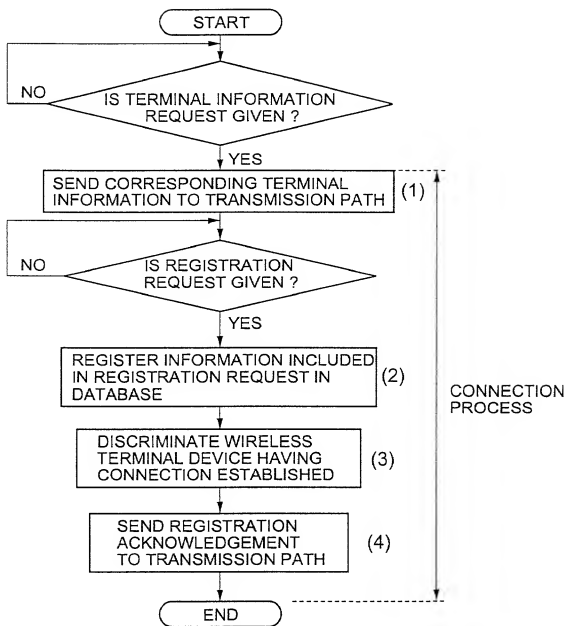 START
NO
IS TERMINAL INFORMATION
REQUEST GIVEN ?
YES
SEND CORRESPONDING TERMINAL
INFORMATION TO TRANSMISSION PATH
(1)
NO
IS REGISTRATION
REQUEST GIVEN ?
YES
REGISTER INFORMATION INCLUDED
IN REGISTRATION REQUEST IN
DATABASE
(2)
CONNECTION
PROCESS
DISCRIMINATE WIRELESS
TERMINAL DEVICE HAVING
CONNECTION ESTABLISHED
(3)
SEND REGISTRATION
ACKNOWLEDGEMENT
TO TRANSMISSION PATH
(4)
END